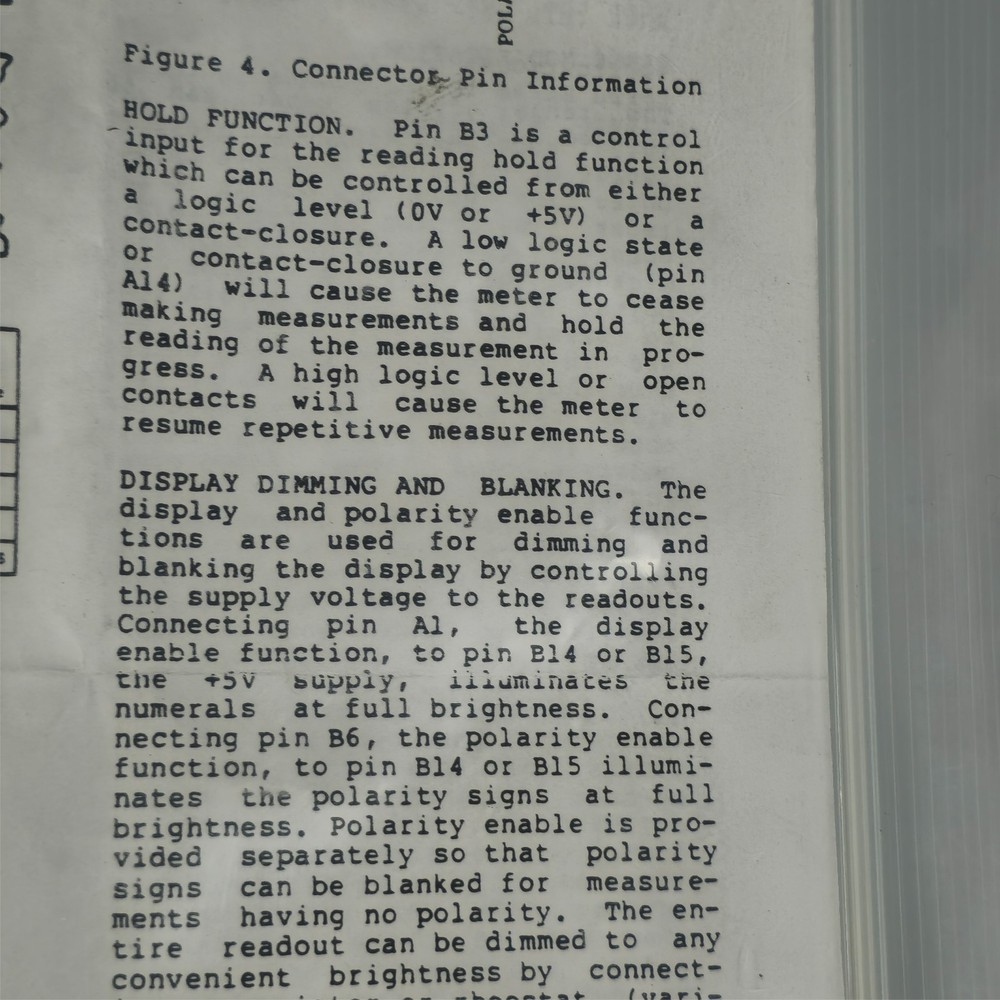 POLA
Figure 4. Connector Pin Information
HOLD FUNCTION. Pin B3 is a control
input for the reading hold function
which can be controlled from either
a logic level (0V or +5V) or a
contact-closure. A low logic state
or contact-closure to ground (pin
A14) will cause the meter to cease
making measurements and hold the
reading of the measurement in pro-
gress. A high logic level or open
contacts will cause the meter to
resume repetitive measurements.
DISPLAY DIMMING AND BLANKING. The
display and polarity enable func-
tions are used for dimming and
blanking the display by controlling
the supply voltage to the readouts.
Connecting pin A1, the display
enable function, to pin B14 or B15,
the +5V supply, illuminates the
numerals at full brightness. Con-
necting pin B6, the polarity enable
function, to pin B14 or B15 illumi-
nates the polarity signs at full
brightness. Polarity enable is pro-
vided separately so that polarity
signs can be blanked for measure-
ments having no polarity. The en-
tire readout can be dimmed to any
convenient brightness by connect-
or rheostat (vari-